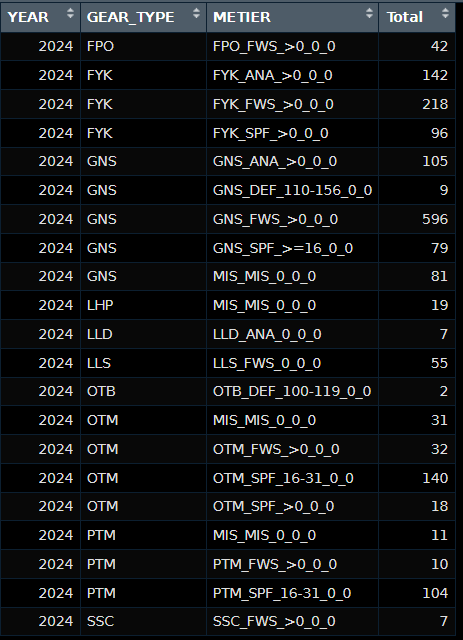 YEAR GEAR_TYPE METIER Total
2024 FPO FPO_FWS_>0_0_0 42
2024 FYK FYK_ANA_>0_0_0 142
2024 FYK FYK_FWS_>0_0_0 218
2024 FYK FYK_SPF_>0_0_0 96
2024 GNS GNS_ANA_>0_0_0 105
2024 GNS GNS_DEF_110-156_0_0 9
2024 GNS GNS_FWS_>0_0_0 596
2024 GNS GNS_SPF_>=16_0_0 79
2024 GNS MIS_MIS_0_0_0 81
2024 LHP MIS_MIS_0_0_0 19
2024 LLD LLD_ANA_0_0_0 7
2024 LLS LLS_FWS_0_0_0 55
2024 OTB OTB_DEF_100-119_0_0 2
2024 OTM MIS_MIS_0_0_0 31
2024 OTM OTM_FWS_>0_0_0 32
2024 OTM OTM_SPF_16-31_0_0 140
2024 OTM OTM_SPF_>0_0_0 18
2024 PTM MIS_MIS_0_0_0 11
2024 PTM PTM_FWS_>0_0_0 10
2024 PTM PTM_SPF_16-31_0_0 104
2024 SSC SSC_FWS_>0_0_0 7